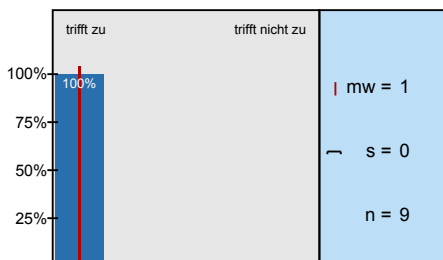 trifft zu trifft nicht zu
100%
100%
mw = 1
75%
50%
s = 0
25%
n = 9